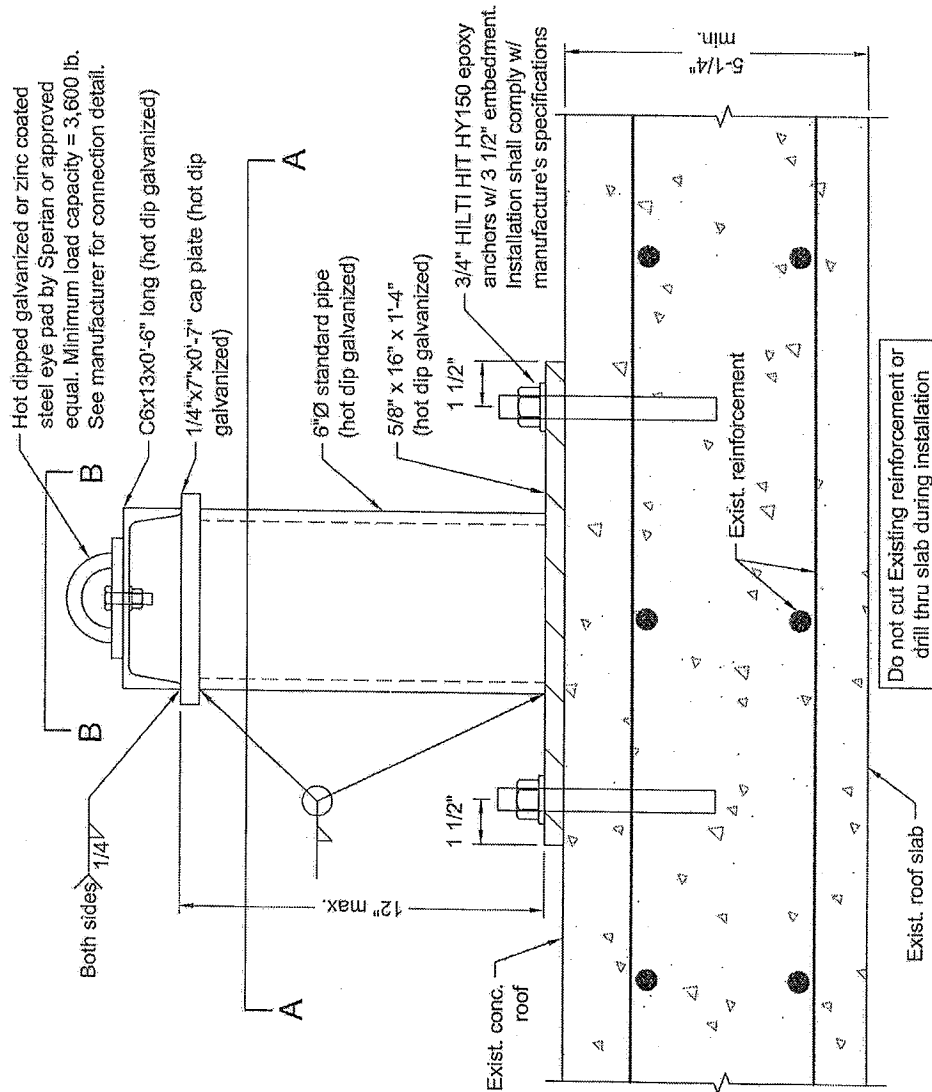 Hot dipped galvanized or zinc coated
steel eye pad by Sperian or approved
equal. Minimum load capacity = 3,600 lb.
See manufacturer for connection detail.
C6x13x0'-6" long (hot dip galvanized)
1/4"x7"x0'-7" cap plate (hot dip
galvanized)
B
B
Both sides
1/4
A
A
6"Ø standard pipe
(hot dip galvanized)
5/8" x 16" x 1'-4"
(hot dip galvanized)
12" max.
3/4" HILTI HIT HY150 epoxy
anchors w/ 3 1/2" embedment.
Installation shall comply w/
manufacture's specifications
1 1/2"
1 1/2"
Exist. conc.
roof
5-1/4"
min.
Exist. reinforcement
Exist. roof slab
Do not cut Existing reinforcement or
drill thru slab during installation